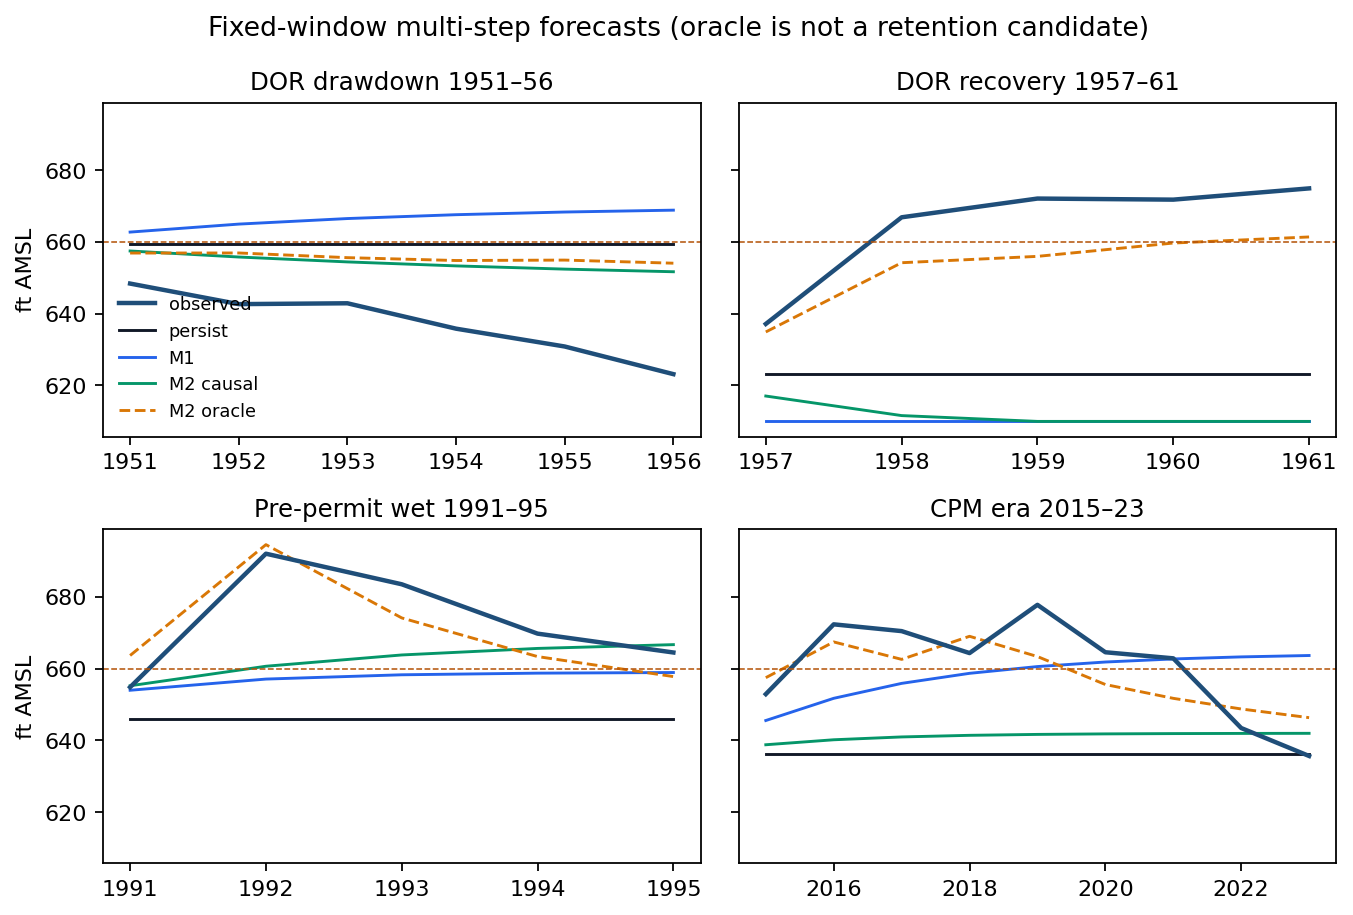 Fixed-window multi-step forecasts (oracle is not a retention candidate)
DOR drawdown 1951–56
ft AMSL
680
660
640
620
observed
persist
M1
M2 causal
M2 oracle
1951 1952 1953 1954 1955 1956
DOR recovery 1957–61
1957 1958 1959 1960 1961
Pre-permit wet 1991–95
ft AMSL
680
660
640
620
1991 1992 1993 1994 1995
CPM era 2015–23
2016 2018 2020 2022